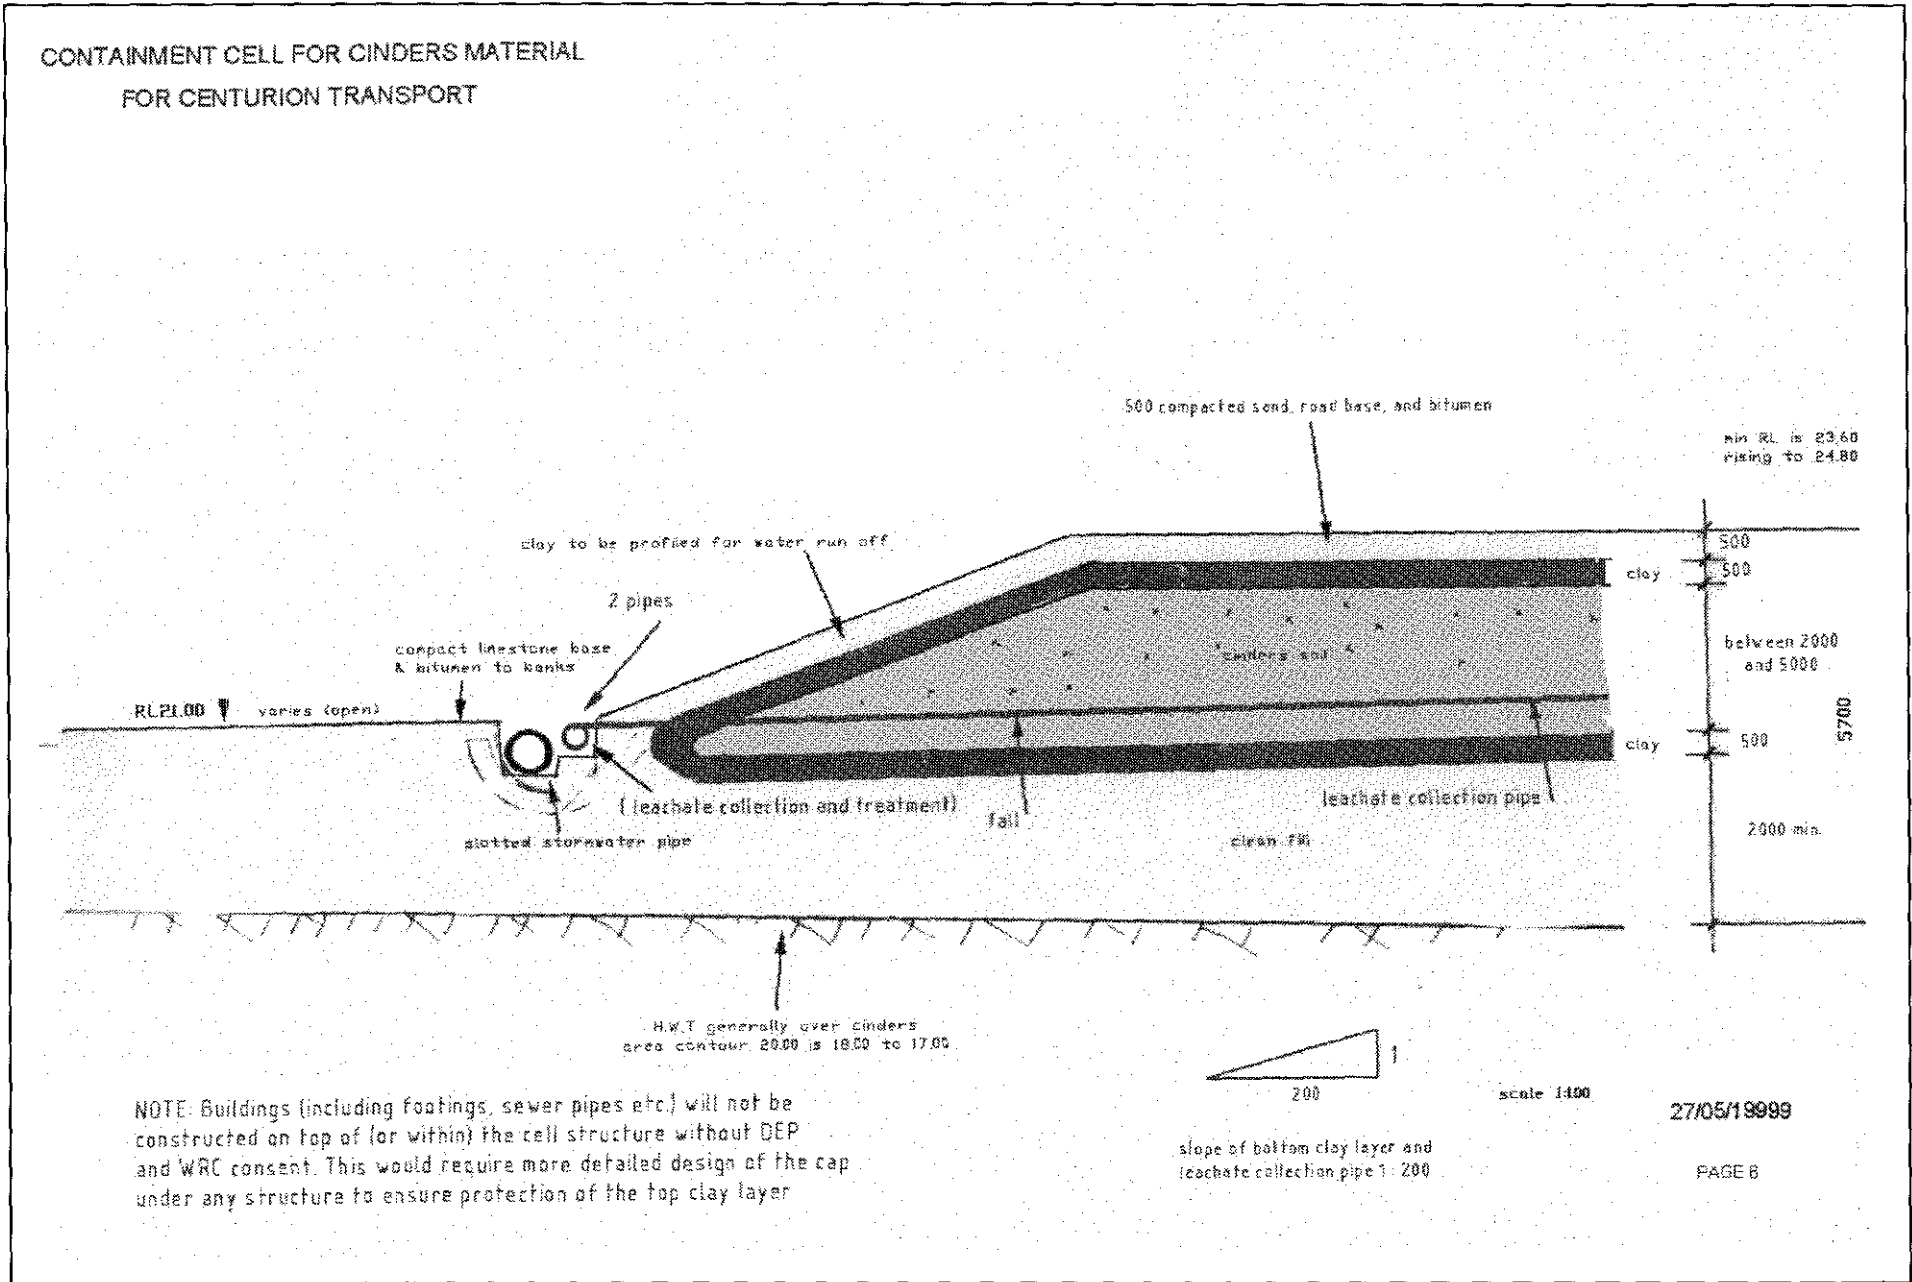 CONTAINMENT CELL FOR CINDERS MATERIAL
FOR CENTURION TRANSPORT
500 compacted sand, road base, and bitumen
min RL is 23.60
rising to 24.80
clay to be profiled for water run off
500
clay
500
2 pipes
compact limestone base
& bitumen to banks
between 2000
and 5000
cinders and
RL21.00
varies (open)
5700
clay
500
(leachate collection and treatment)
leachate collection pipe
fall
slotted stormwater pipe
clean fill
2000 min.
H.W.T generally over cinders
area contour 20.00 is 18.00 to 17.00
1
200
scale 1:100
27/05/19999
NOTE: Buildings (including footings, sewer pipes etc.) will not be
constructed on top of (or within) the cell structure without DEP
and WRC consent. This would require more detailed design of the cap
under any structure to ensure protection of the top clay layer
slope of bottom clay layer and
leachate collection pipe 1 : 200
PAGE 6